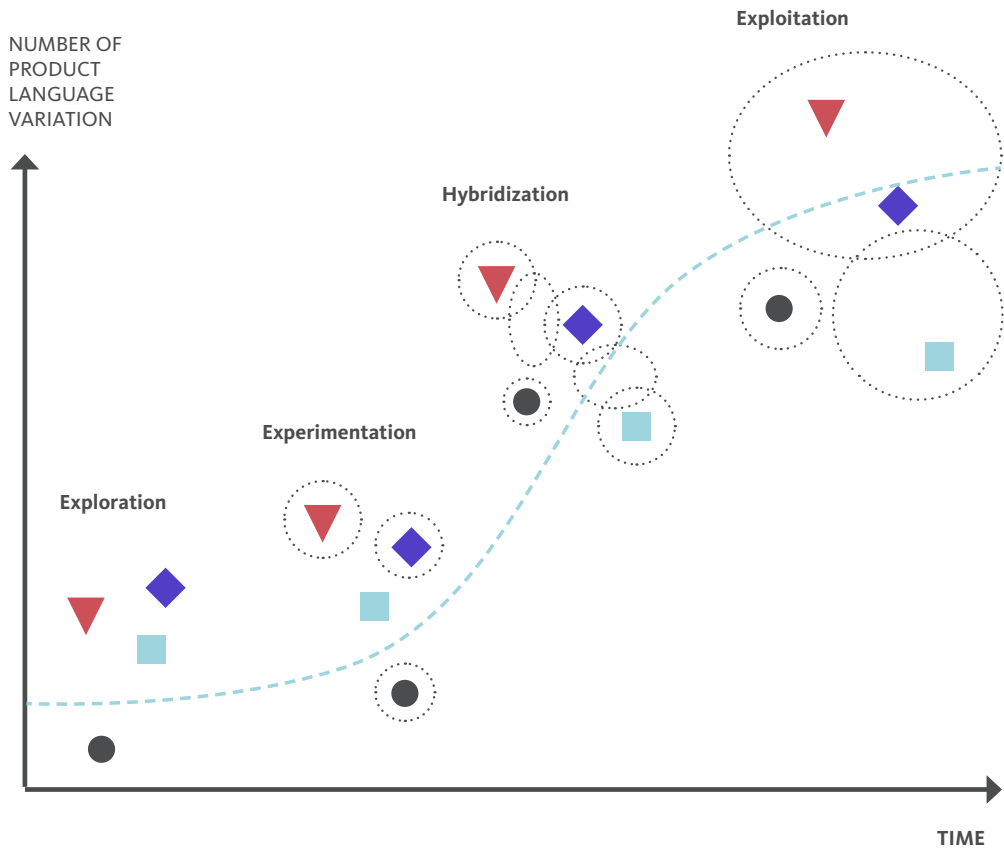 Exploitation
NUMBER OF
PRODUCT
LANGUAGE
VARIATION
Hybridization
Experimentation
Exploration
TIME